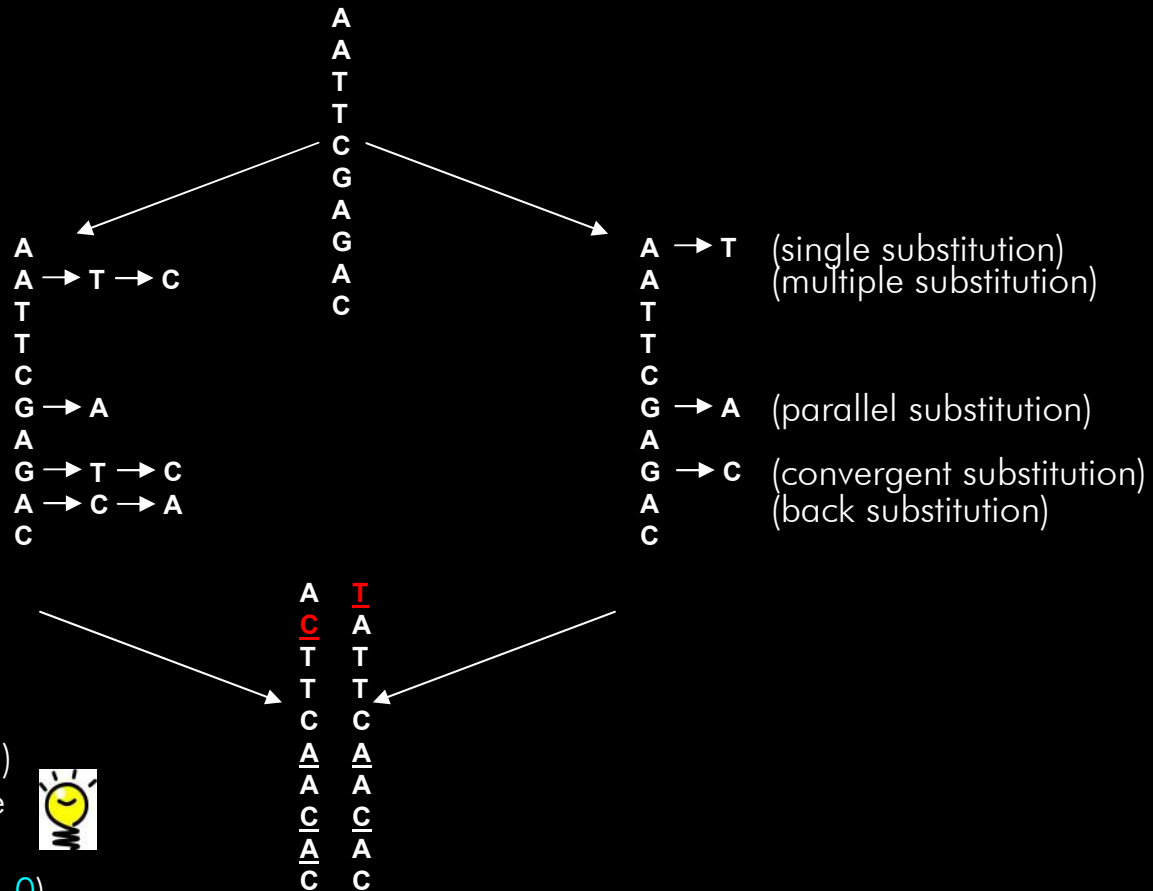 A
A
T
T
C
G
A
G
A
C
A
A → T → C
T
T
C
G → A
A
G → T → C
A → C → A
C
A → T (single substitution)
A (multiple substitution)
T
T
C
G → A (parallel substitution)
A
G → C (convergent substitution)
A (back substitution)
C
A T
C A
T T
T T
C C
A A
A A
C C
A A
C C
)
e
O)